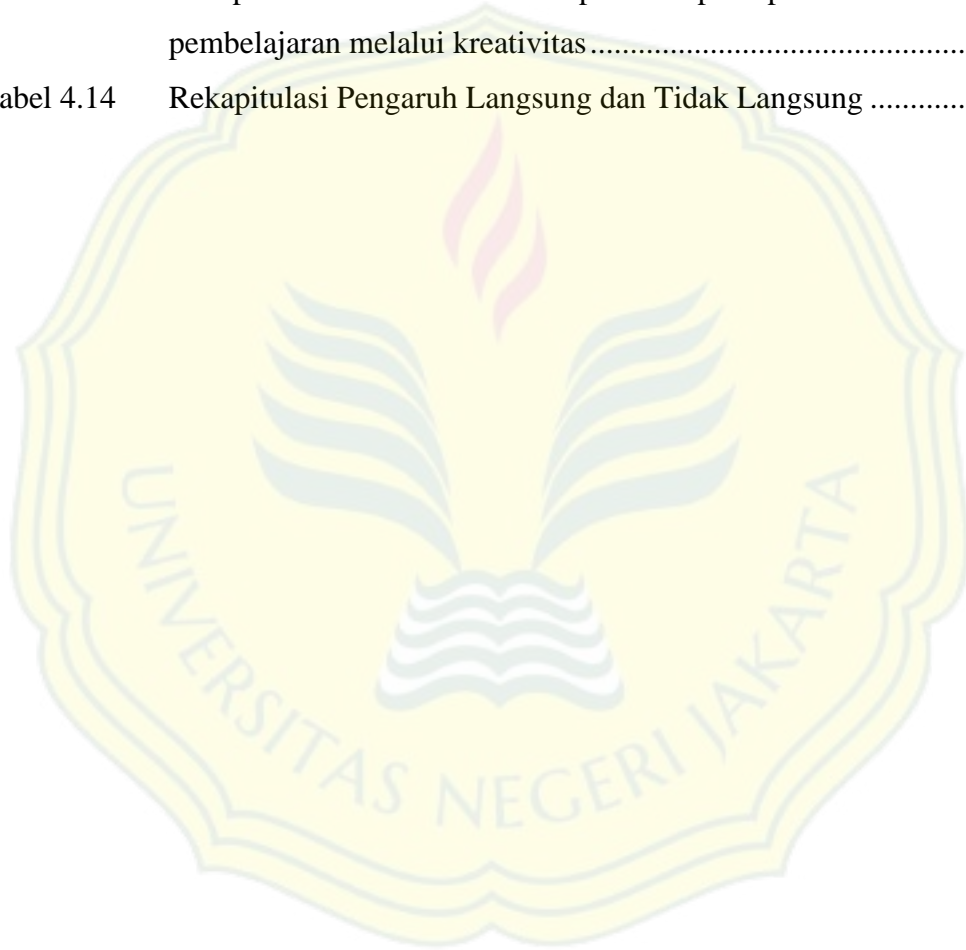 pembelajaran melalui kreativitas.............................................
abel 4.14 Rekapitulasi Pengaruh Langsung dan Tidak Langsung ............
UNIVERSITAS NEGERI JAKARTA